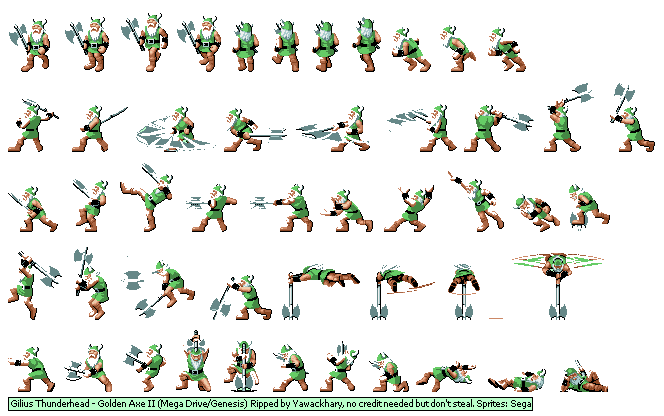 Gilius Thunderhead - Golden Axe II (Mega Drive/Genesis) Ripped by Yawackhary, no credit needed but don't steal. Sprites: Sega